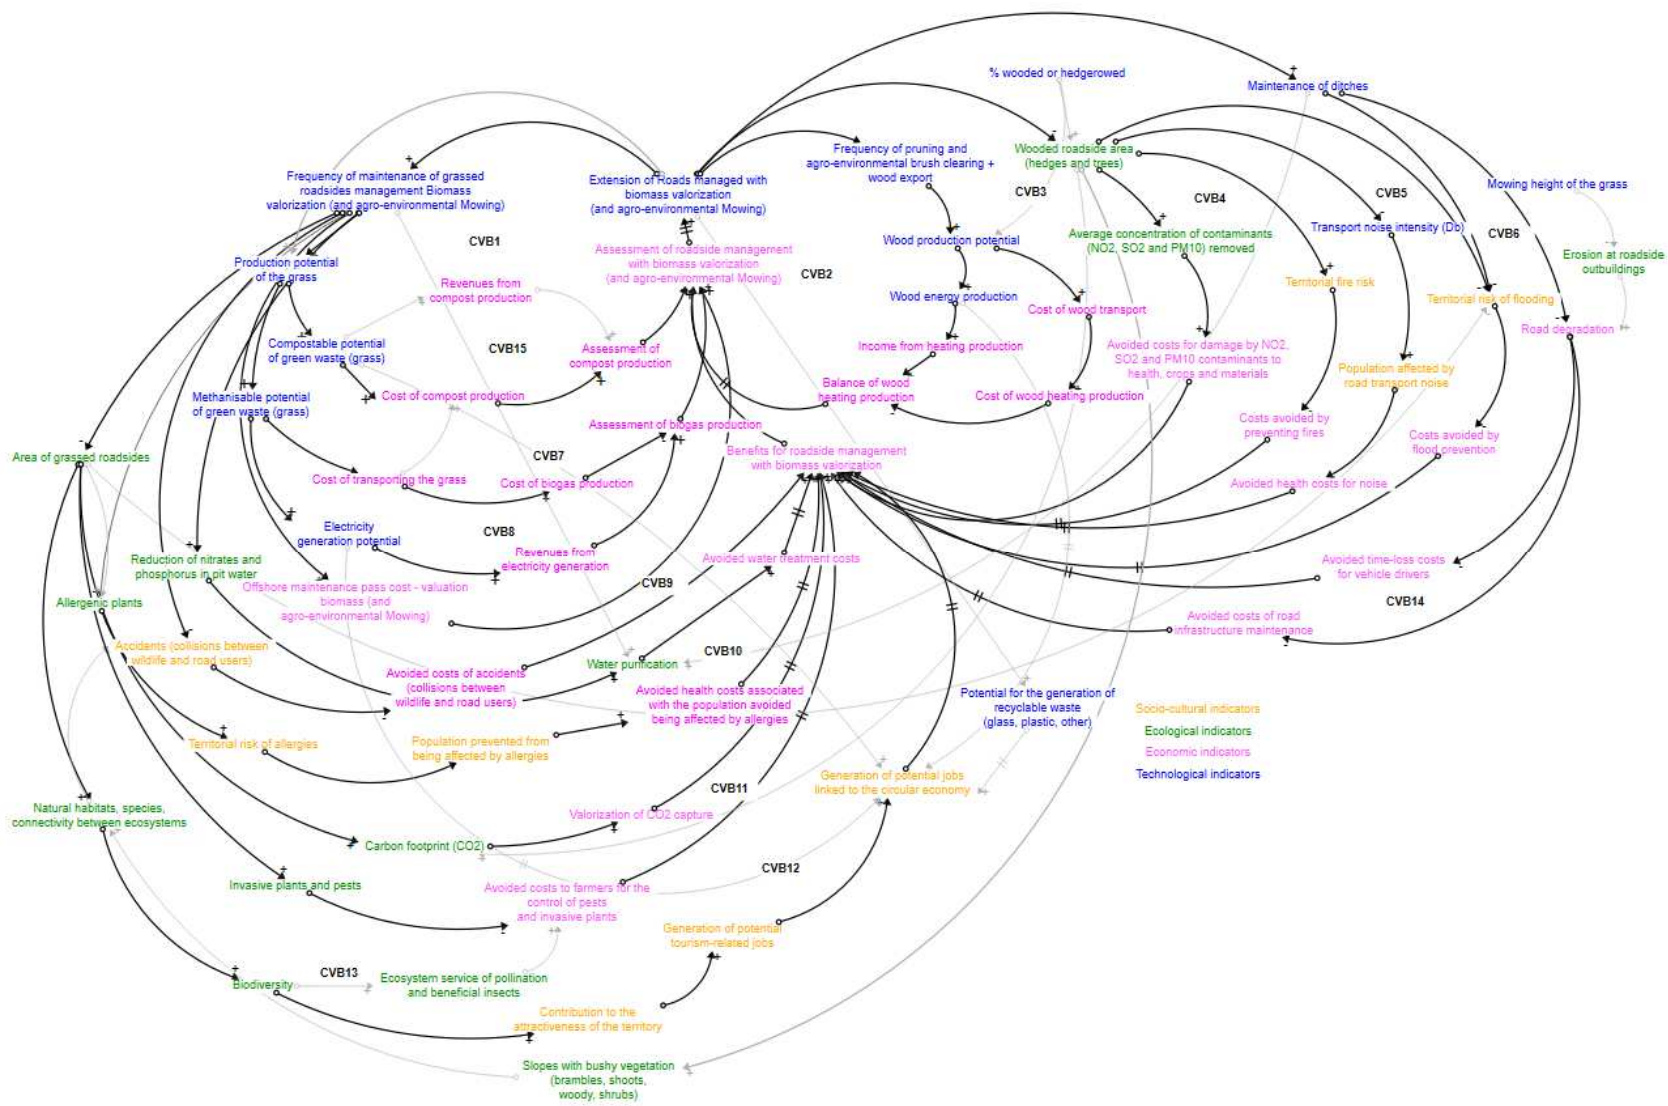 % wooded or hedgerowed
Maintenance of ditches
Frequency of pruning and
agro-environmental brush clearing +
wood export
Wooded roadside area
(hedges and trees)
Frequency of maintenance of grassed
roadsides management Biomass
valorization (and agro-environmental Mowing)
Extension of Roads managed with
biomass valorization
(and agro-environmental Mowing)
CVB3
CVB4
CVB5
Mowing height of the grass
CVB1
Wood production potential
Average concentration of contaminants
(NO2, SO2 and PM10) removed
Transport noise intensity (Db)
CVB6
Erosion at roadside
outbuildings
Assessment of roadside management
with biomass valorization
(and agro-environmental Mowing)
CVB2
Production potential
of the grass
Revenues from
compost production
Wood energy production
Cost of wood transport
Territorial fire risk
Territorial risk of flooding
Road degradation
Compostable potential
of green waste (grass)
CVB15
Assessment of
compost production
Income from heating production
Avoided costs for damage by NO2,
SO2 and PM10 contaminants to
health, crops and materials
Population affected by
road transport noise
Methanisable potential
of green waste (grass)
Cost of compost production
Balance of wood
heating production
Cost of wood heating production
Assessment of biogas production
Costs avoided by
preventing fires
Costs avoided by
flood prevention
Area of grassed roadsides
Benefits for roadside management
with biomass valorization
CVB7
Cost of transporting the grass
Cost of biogas production
Avoided health costs for noise
Electricity
generation potential
CVB8
Revenues from
electricity generation
Avoided water treatment costs
Avoided time-loss costs
for vehicle drivers
Reduction of nitrates and
phosphorus in pit water
Offshore maintenance pass cost - valuation
biomass (and
agro-environmental Mowing)
CVB9
CVB14
Allergenic plants
Avoided costs of road
infrastructure maintenance
Accidents (collisions between
wildlife and road users)
Water purification
CVB10
Avoided costs of accidents
(collisions between
wildlife and road users)
Avoided health costs associated
with the population avoided
being affected by allergies
Potential for the generation of
recyclable waste
(glass, plastic, other)
Socio-cultural indicators
Ecological indicators
Economic indicators
Technological indicators
Territorial risk of allergies
Population prevented from
being affected by allergies
Generation of potential jobs
linked to the circular economy
CVB11
Natural habitats, species,
connectivity between ecosystems
Valorization of CO2 capture
Carbon footprint (CO2)
CVB12
Invasive plants and pests
Avoided costs to farmers for the
control of pests
and invasive plants
Generation of potential
tourism-related jobs
CVB13
Biodiversity
Ecosystem service of pollination
and beneficial insects
Contribution to the
attractiveness of the territory
Slopes with bushy vegetation
(brambles, shoots,
woody, shrubs)